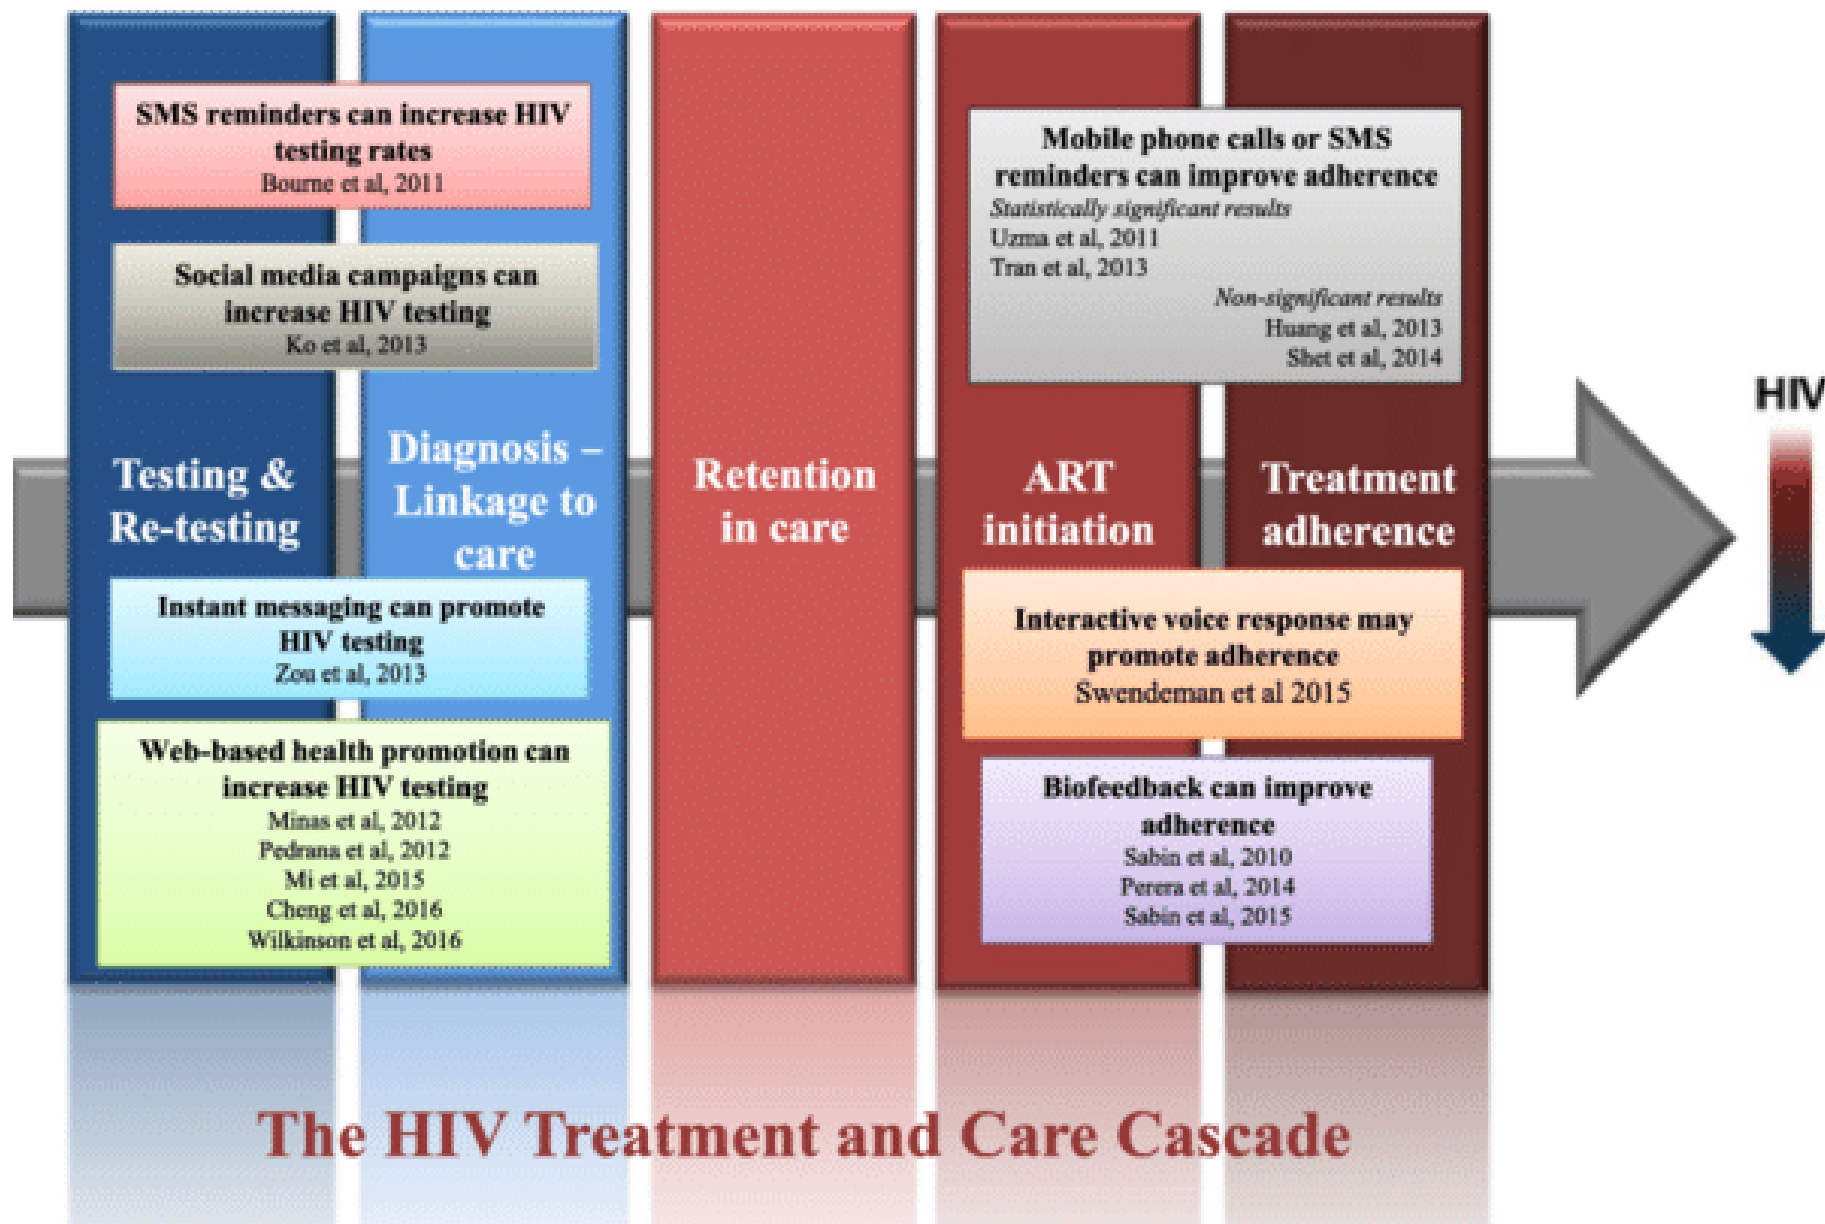 SMS reminders can increase HIV
testing rates
Bourne et al, 2011
Social media campaigns can
increase HIV testing
Ko et al, 2013
Testing &
Re-testing
Diagnosis –
Linkage to
care
Instant messaging can promote
HIV testing
Zou et al, 2013
Web-based health promotion can
increase HIV testing
Minas et al, 2012
Pedrana et al, 2012
Mi et al, 2015
Cheng et al, 2016
Wilkinson et al, 2016
Retention
in care
Mobile phone calls or SMS
reminders can improve adherence
Statistically significant results
Uzma et al, 2011
Tran et al, 2013
Non-significant results
Huang et al, 2013
Shet et al, 2014
ART
initiation
Treatment
adherence
Interactive voice response may
promote adherence
Swendeman et al 2015
Biofeedback can improve
adherence
Sabin et al, 2010
Perera et al, 2014
Sabin et al, 2015
HIV
The HIV Treatment and Care Cascade